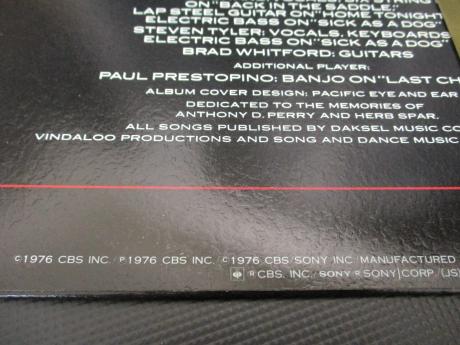 ON "BACK IN THE SADDLE,"
LAP STEEL GUITAR ON "HOME TONIGHT
ELECTRIC BASS ON "SICK AS A DOG"
STEVEN TYLER: VOCALS, KEYBOARDS
ELECTRIC BASS ON "SICK AS A DOG"
BRAD WHITFORD: GUITARS
ADDITIONAL PLAYER:
PAUL PRESTOPINO: BANJO ON "LAST CH
ALBUM COVER DESIGN: PACIFIC EYE AND EAR
DEDICATED TO THE MEMORIES OF
ANTHONY D. PERRY AND HERB SPAR.
ALL SONGS PUBLISHED BY DAKSEL MUSIC CO
VINDALOO PRODUCTIONS AND SONG AND DANCE MUSIC
©1976 CBS INC./℗1976 CBS INC./©1976 CBS/SONY INC/MANUFACTURED
® CBS. INC./SONY ® SONY CORP./(JS)